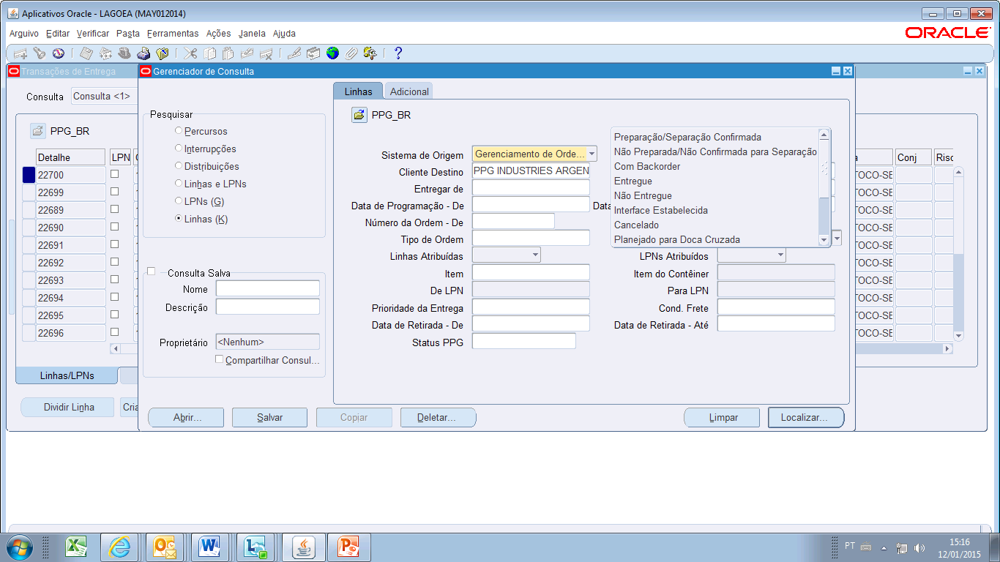 Aplicativos Oracle - LAGOEA (MAY012014)
Arquivo Editar Verificar Pasta Ferramentas Ações Janela Ajuda
ORACLE
Transações de Entrega
Gerenciador de Consulta
Consulta
Consulta <1>
PPG_BR
Detalhe LPN
22700
22699
22689
22690
22691
22692
22693
22694
22695
22696
Linhas/LPNs
Dividir Linha
Pesquisar
Percursos
Interrupções
Distribuições
Linhas e LPNs
LPNs (G)
Linhas (K)
Consulta Salva
Nome
Descrição
Proprietário <Nenhum>
Compartilhar Consul...
Linhas Adicional
PPG_BR
Sistema de Origem Gerenciamento de Orde...
Cliente Destino PPG INDUSTRIES ARGEN
Entregar de
Data de Programação - De
Número da Ordem - De
Tipo de Ordem
Linhas Atribuídas
Item
De LPN
Prioridade da Entrega
Data de Retirada - De
Status PPG
Preparação/Separação Confirmada
Não Preparada/Não Confirmada para Separação
Com Backorder
Entregue
Não Entregue
Interface Estabelecida
Cancelado
Planejado para Doca Cruzada
Data
LPNs Atribuídos
Item do Contêiner
Para LPN
Cond. Frete
Data de Retirada - Até
Abrir... Salvar Copiar Deletar... Limpar Localizar...
a Conj Risc
TOCO-SE
TOCO-SE
TOCO-SE
TOCO-SE
TOCO-SE
TOCO-SE
TOCO-SE
TOCO-SE
TOCO-SE
TOCO-SE
Cria
PT
15:16
12/01/2015